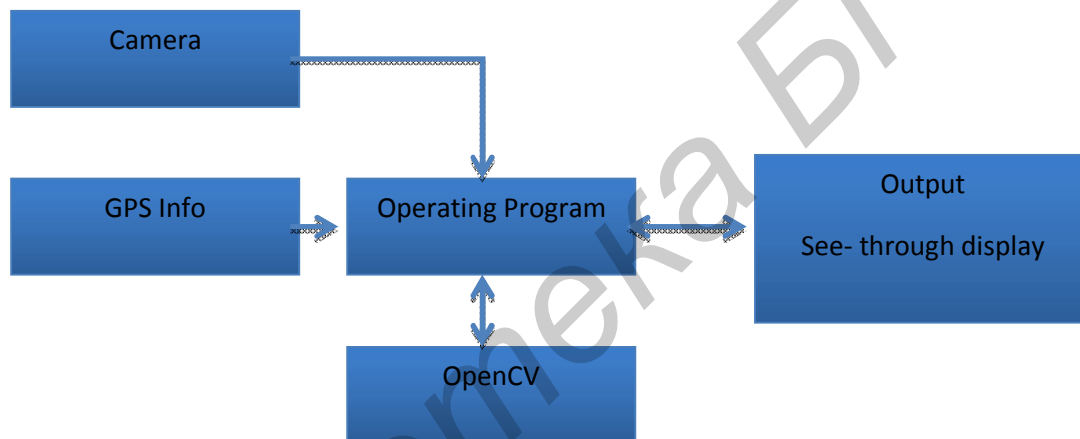 Camera
GPS Info
Operating Program
Output
See- through display
OpenCV